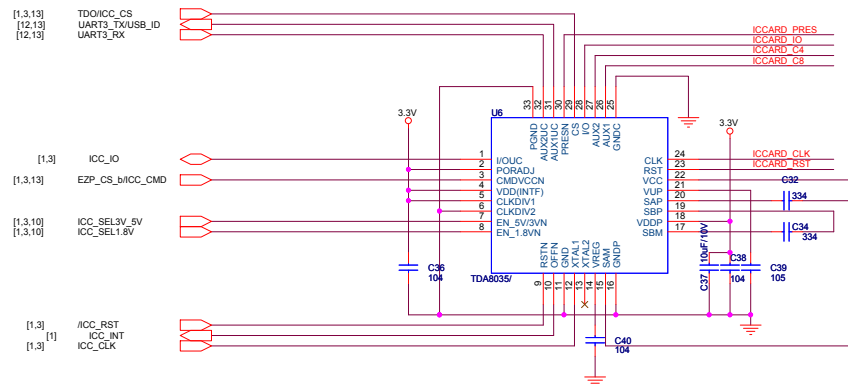 [1,3,13] TDO/ICC_CS
[12,13] UART3_TX/USB_ID
[12,13] UART3_RX
ICCARD_PRES
ICCARD_IO
ICCARD_C4
ICCARD_C8
33 32 31 30 29 28 27 26 25
3.3V
U6
3.3V
PGND AUX2UC AUX1UC PRESN CS I/O AUX2 AUX1 GNDC
[1,3] ICC_IO
1 I/OUC
CLK 24 ICCARD_CLK
2 PORADJ
RST 23 ICCARD_RST
[1,3,13] EZP_CS_b/ICC_CMD
3 CMDVCCN
VCC 22 C32
4 VDD(INTF)
VUP 21
5 CLKDIV1
SAP 20 334
6 CLKDIV2
SBP 19
[1,3,10] ICC_SEL3V_5V
7 EN_5V/3VN
VDDP 18 C34
[1,3,10] ICC_SEL1.8V
8 EN_1.8VN
SBM 17 334
RSTN OFFN GND XTAL1 XTAL2 VREG SAM GNDP
C36
104
TDA8035/
9 10 11 12 13 14 15 16
C37 10uF/10V
C38
104
C39
105
[1,3] /ICC_RST
[1] ICC_INT
[1,3] ICC_CLK
C40
104